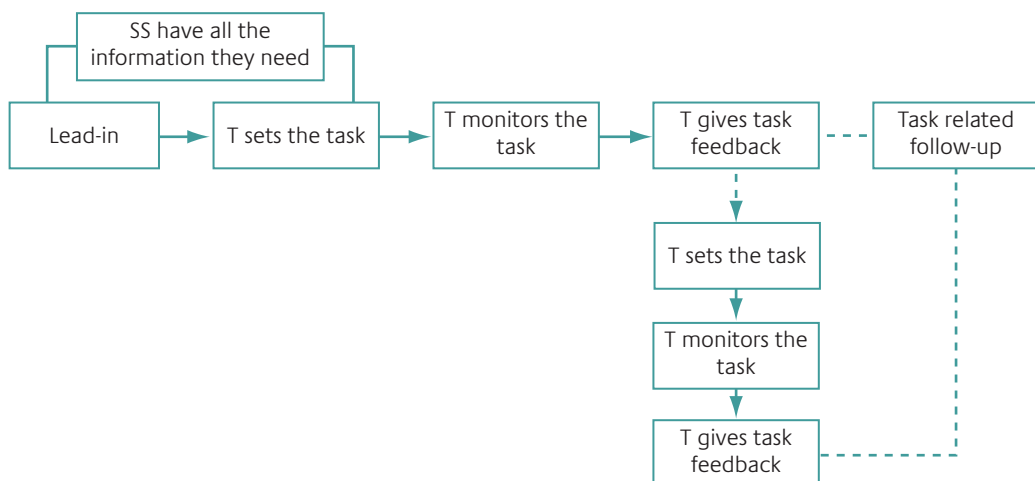 SS have all the
information they need
Lead-in
T sets the task
T monitors the
task
T gives task
feedback
Task related
follow-up
T sets the task
T monitors the
task
T gives task
feedback